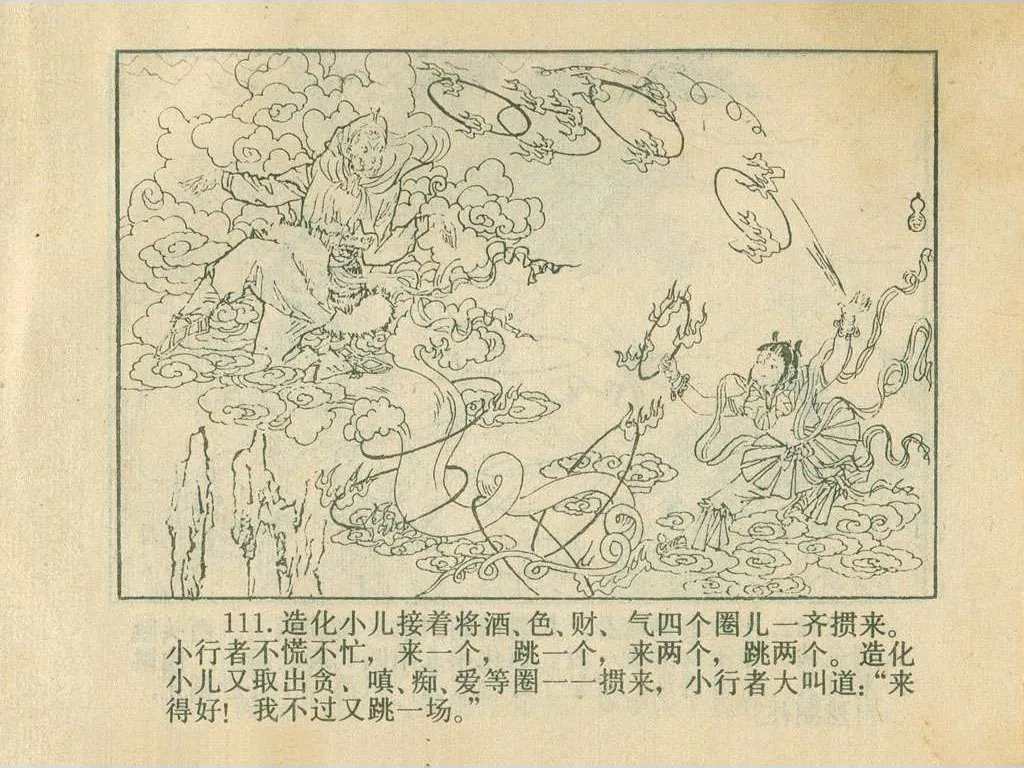 111. 造化小儿接着将酒、色、财、气四个圈儿一齐掼来。
小行者不慌不忙，来一个，跳一个，来两个，跳两个。造化
小儿又取出贪、嗔、痴、爱等圈一一掼来，小行者大叫道：“来
得好！我不过又跳一场。”